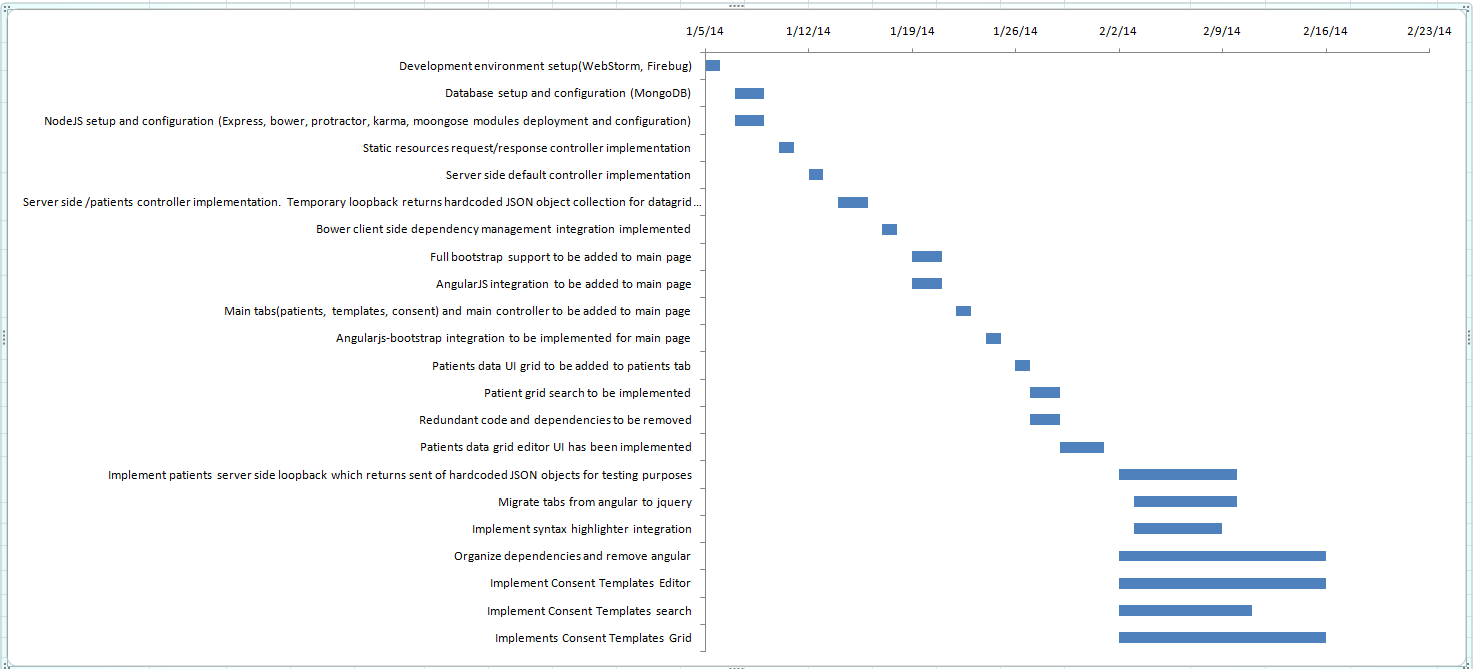 1/5/14 1/12/14 1/19/14 1/26/14 2/2/14 2/9/14 2/16/14 2/23/14
Development environment setup(WebStorm, Firebug)
Database setup and configuration (MongoDB)
NodeJS setup and configuration (Express, bower, protractor, karma, moongose modules deployment and configuration)
Static resources request/response controller implementation
Server side default controller implementation
Server side /patients controller implementation. Temporary loopback returns hardcoded JSON object collection for datagrid...
Bower client side dependency management integration implemented
Full bootstrap support to be added to main page
AngularJS integration to be added to main page
Main tabs(patients, templates, consent) and main controller to be added to main page
Angularjs-bootstrap integration to be implemented for main page
Patients data UI grid to be added to patients tab
Patient grid search to be implemented
Redundant code and dependencies to be removed
Patients data grid editor UI has been implemented
Implement patients server side loopback which returns sent of hardcoded JSON objects for testing purposes
Migrate tabs from angular to jquery
Implement syntax highlighter integration
Organize dependencies and remove angular
Implement Consent Templates Editor
Implement Consent Templates search
Implements Consent Templates Grid